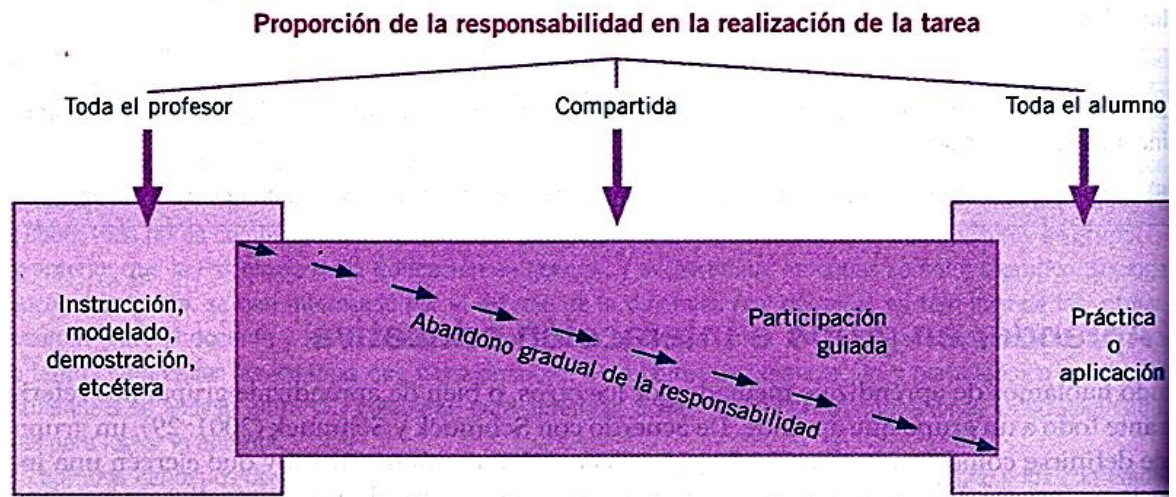 Proporción de la responsabilidad en la realización de la tarea
Toda el profesor
Compartida
Toda el alumno
Instrucción,
modelado,
demostración,
etcétera
Abandono gradual de la responsabilidad
Participación
guiada
Práctica
o
aplicación